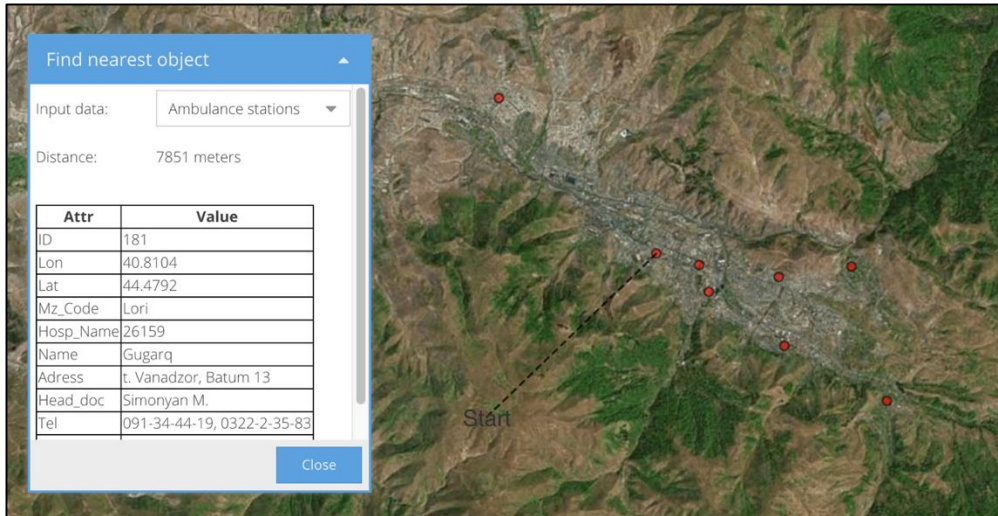 Find nearest object
Input data: Ambulance stations
Distance: 7851 meters
Attr Value
ID 181
Lon 40.8104
Lat 44.4792
Mz_Code Lori
Hosp_Name 26159
Name Gugarq
Adress t. Vanadzor, Batum 13
Head_doc Simonyan M.
Tel 091-34-44-19, 0322-2-35-83
Close
Start